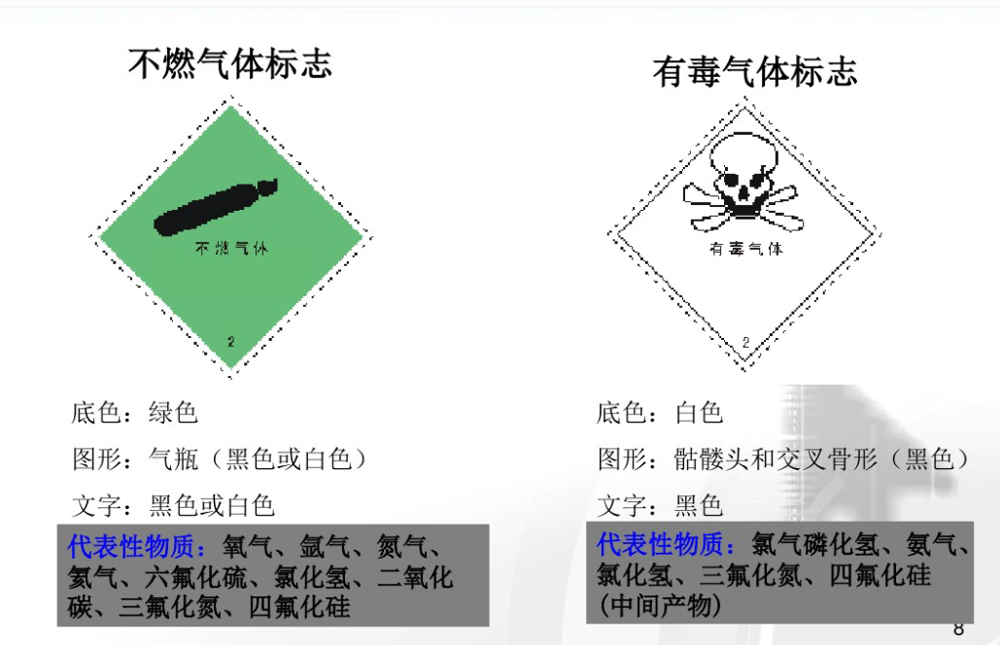 不燃气体标志
不燃气体
2
底色：绿色
图形：气瓶（黑色或白色）
文字：黑色或白色
代表性物质：氧气、氩气、氮气、
氦气、六氟化硫、氯化氢、二氧化
碳、三氟化氮、四氟化硅
有毒气体标志
有毒气体
2
底色：白色
图形：骷髅头和交叉骨形（黑色）
文字：黑色
代表性物质：氯气磷化氢、氨气、
氯化氢、三氟化氮、四氟化硅
(中间产物)
8